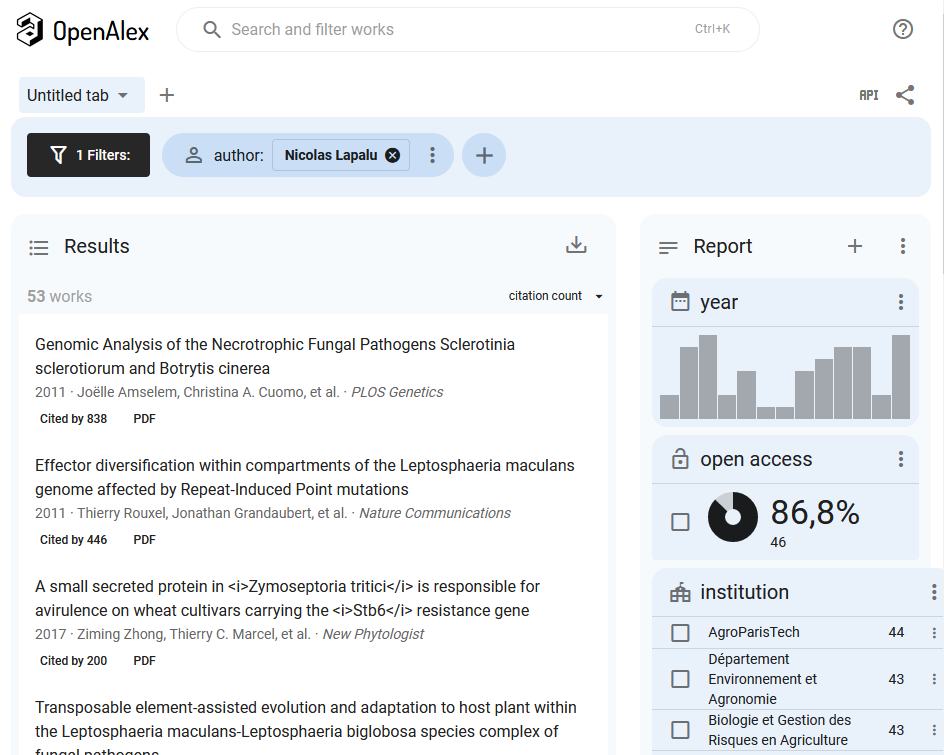 OpenAlex
Search and filter works
Ctrl+K
Untitled tab
API
1 Filters:
author:
Nicolas Lapalu
Results
53 works
citation count
Genomic Analysis of the Necrotrophic Fungal Pathogens Sclerotinia
sclerotiorum and Botrytis cinerea
2011 · Joëlle Amselem, Christina A. Cuomo, et al. · PLOS Genetics
Cited by 838 PDF
Effector diversification within compartments of the Leptosphaeria maculans
genome affected by Repeat-Induced Point mutations
2011 · Thierry Rouxel, Jonathan Grandaubert, et al. · Nature Communications
Cited by 446 PDF
A small secreted protein in <i>Zymoseptoria tritici</i> is responsible for
avirulence on wheat cultivars carrying the <i>Stb6</i> resistance gene
2017 · Ziming Zhong, Thierry C. Marcel, et al. · New Phytologist
Cited by 200 PDF
Transposable element-assisted evolution and adaptation to host plant within
the Leptosphaeria maculans-Leptosphaeria biglobosa species complex of
fungal pathogens
Report
year
open access
86,8%
46
institution
AgroParisTech 44
Département
Environnement et 43
Agronomie
Biologie et Gestion des
Risques en Agriculture 43